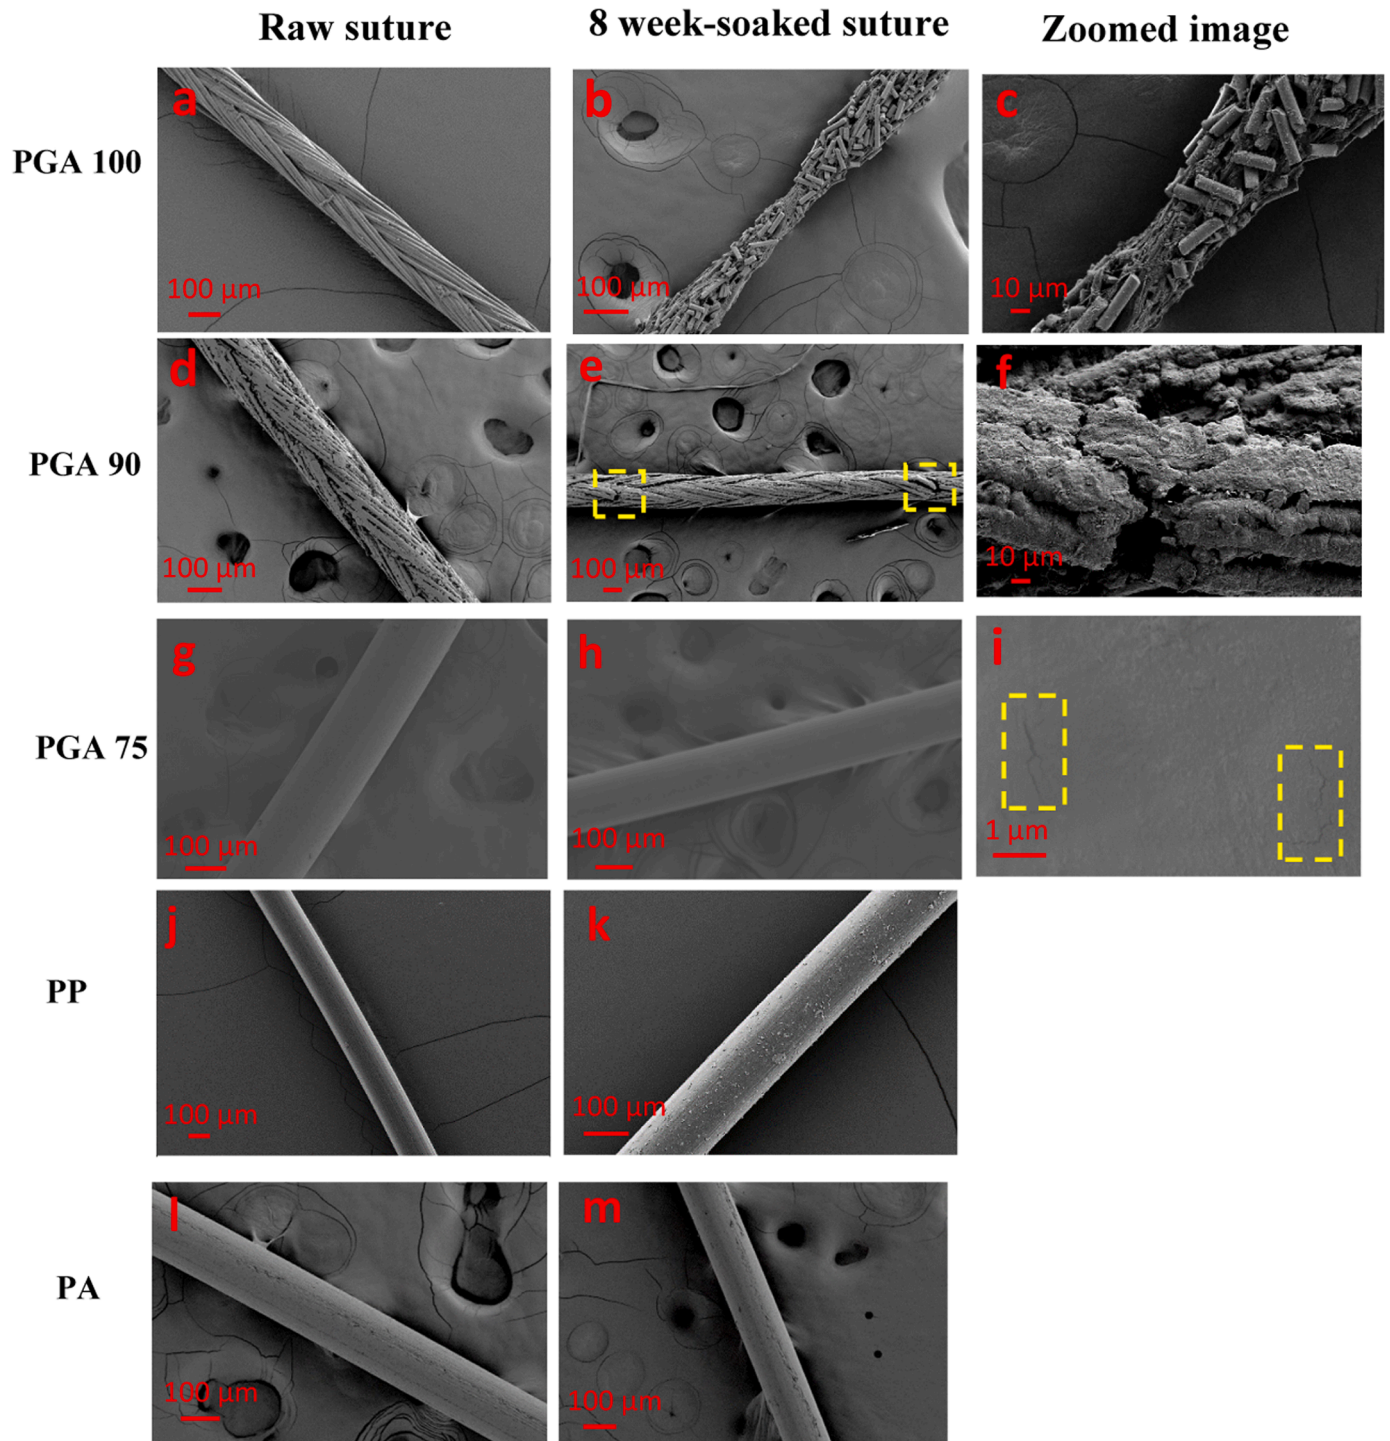 Raw suture
8 week-soaked suture
Zoomed image
PGA 100
a
100 µm
b
100 µm
c
10 µm
PGA 90
d
100 µm
e
100 µm
f
10 µm
PGA 75
g
100 µm
h
100 µm
i
1 µm
PP
j
100 µm
k
100 µm
PA
l
100 µm
m
100 µm